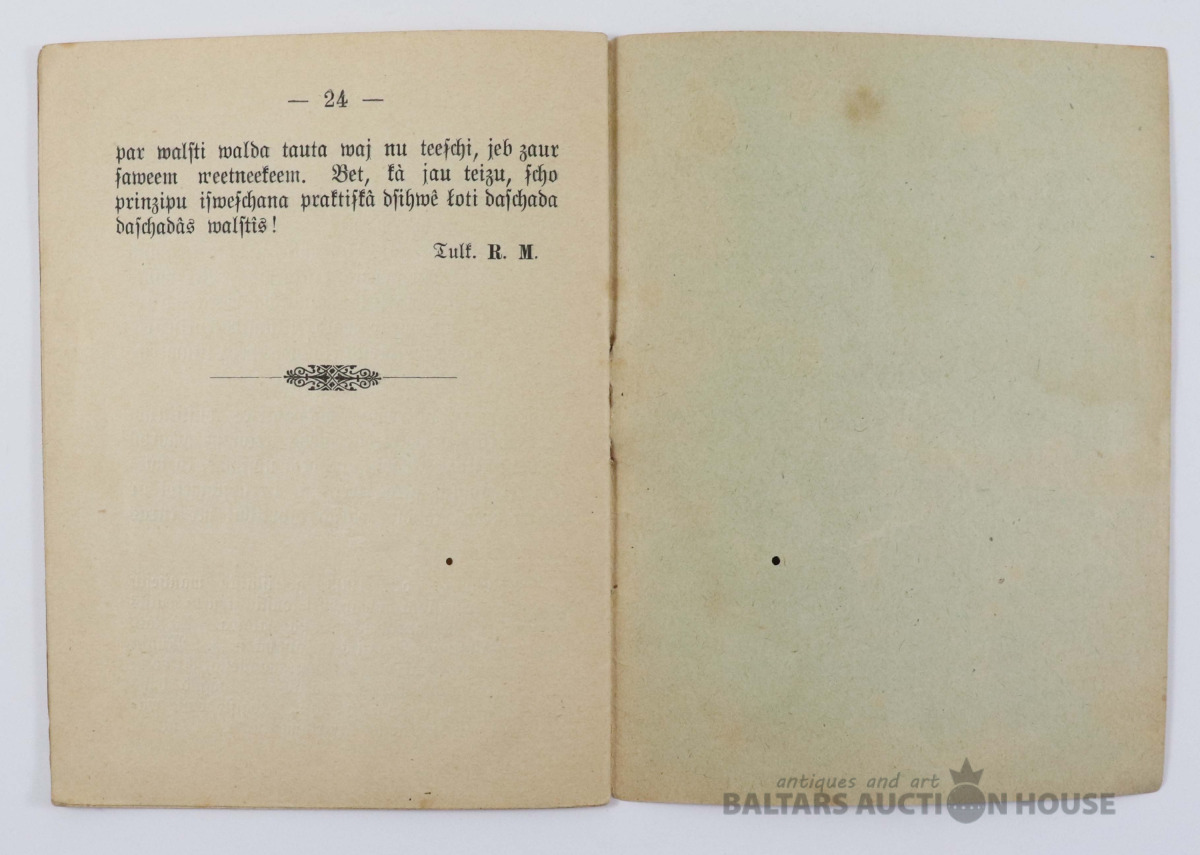 — 24 —
par walſti walda tauta waj nu teeſchi, jeb zaur
ſaweem weetneekeem. Bet, kà jau teizu, ſcho
prinzipu iſweſchana praktiſkâ dſihwê łoti daſchada
daſchadâs walſtîs!
Tulk. R. M.
antiques and art
BALTARS AUCTION HOUSE